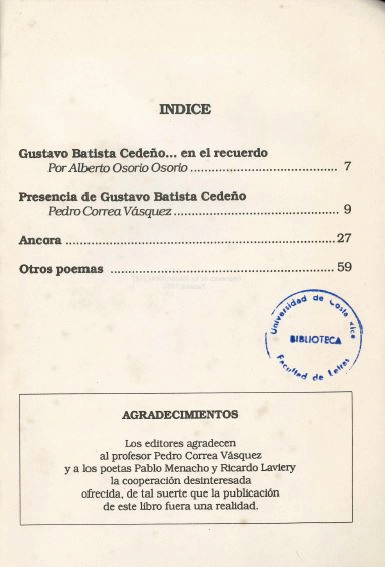 INDICE
Gustavo Batista Cedeño... en el recuerdo
Por Alberto Osorio Osorio ............................................ 7
Presencia de Gustavo Batista Cedeño
Pedro Correa Vásquez ................................................ 9
Ancora ........................................................................ 27
Otros poemas ........................................................... 59
Universidad de Costa Rica
BIBLIOTECA
Facultad de Letras
AGRADECIMIENTOS
Los editores agradecen
al profesor Pedro Correa Vásquez
y a los poetas Pablo Menacho y Ricardo Laviery
la cooperación desinteresada
ofrecida, de tal suerte que la publicación
de este libro fuera una realidad.